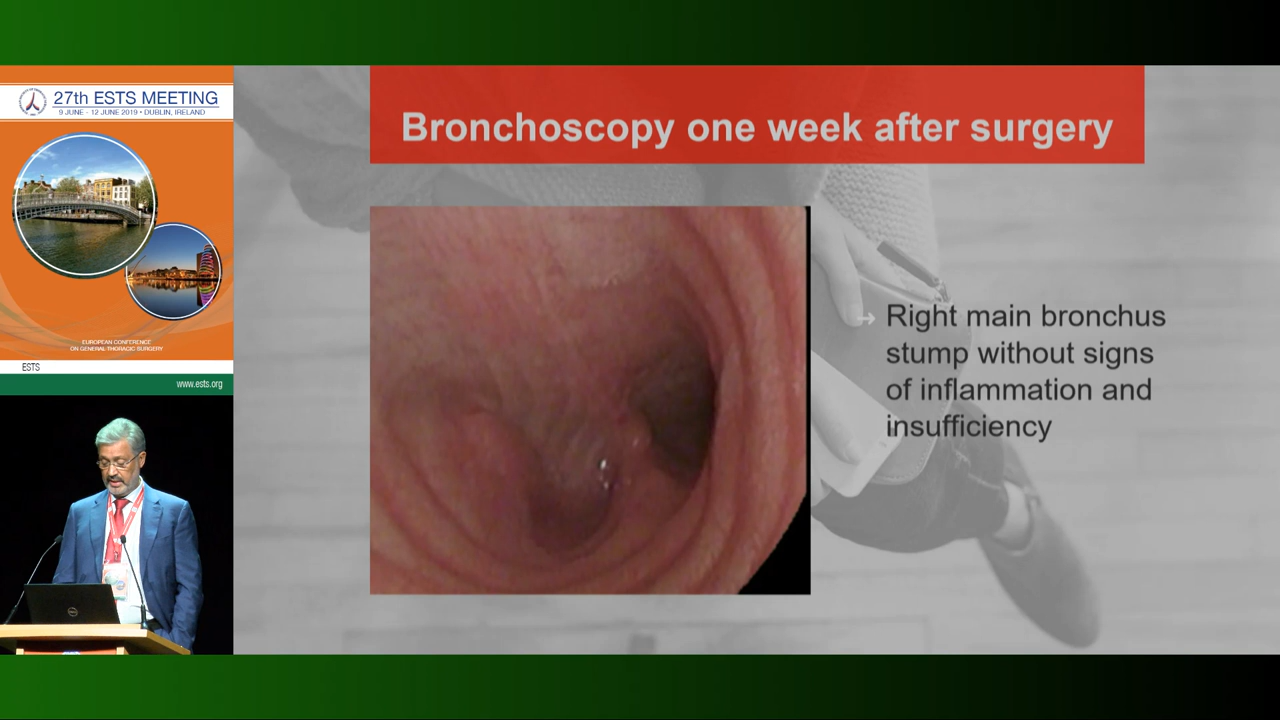 27th ESTS MEETING
9 JUNE - 12 JUNE 2019 • DUBLIN, IRELAND
EUROPEAN CONFERENCE
ON GENERAL THORACIC SURGERY
ESTS
www.ests.org
Bronchoscopy one week after surgery
→ Right main bronchus
stump without signs
of inflammation and
insufficiency